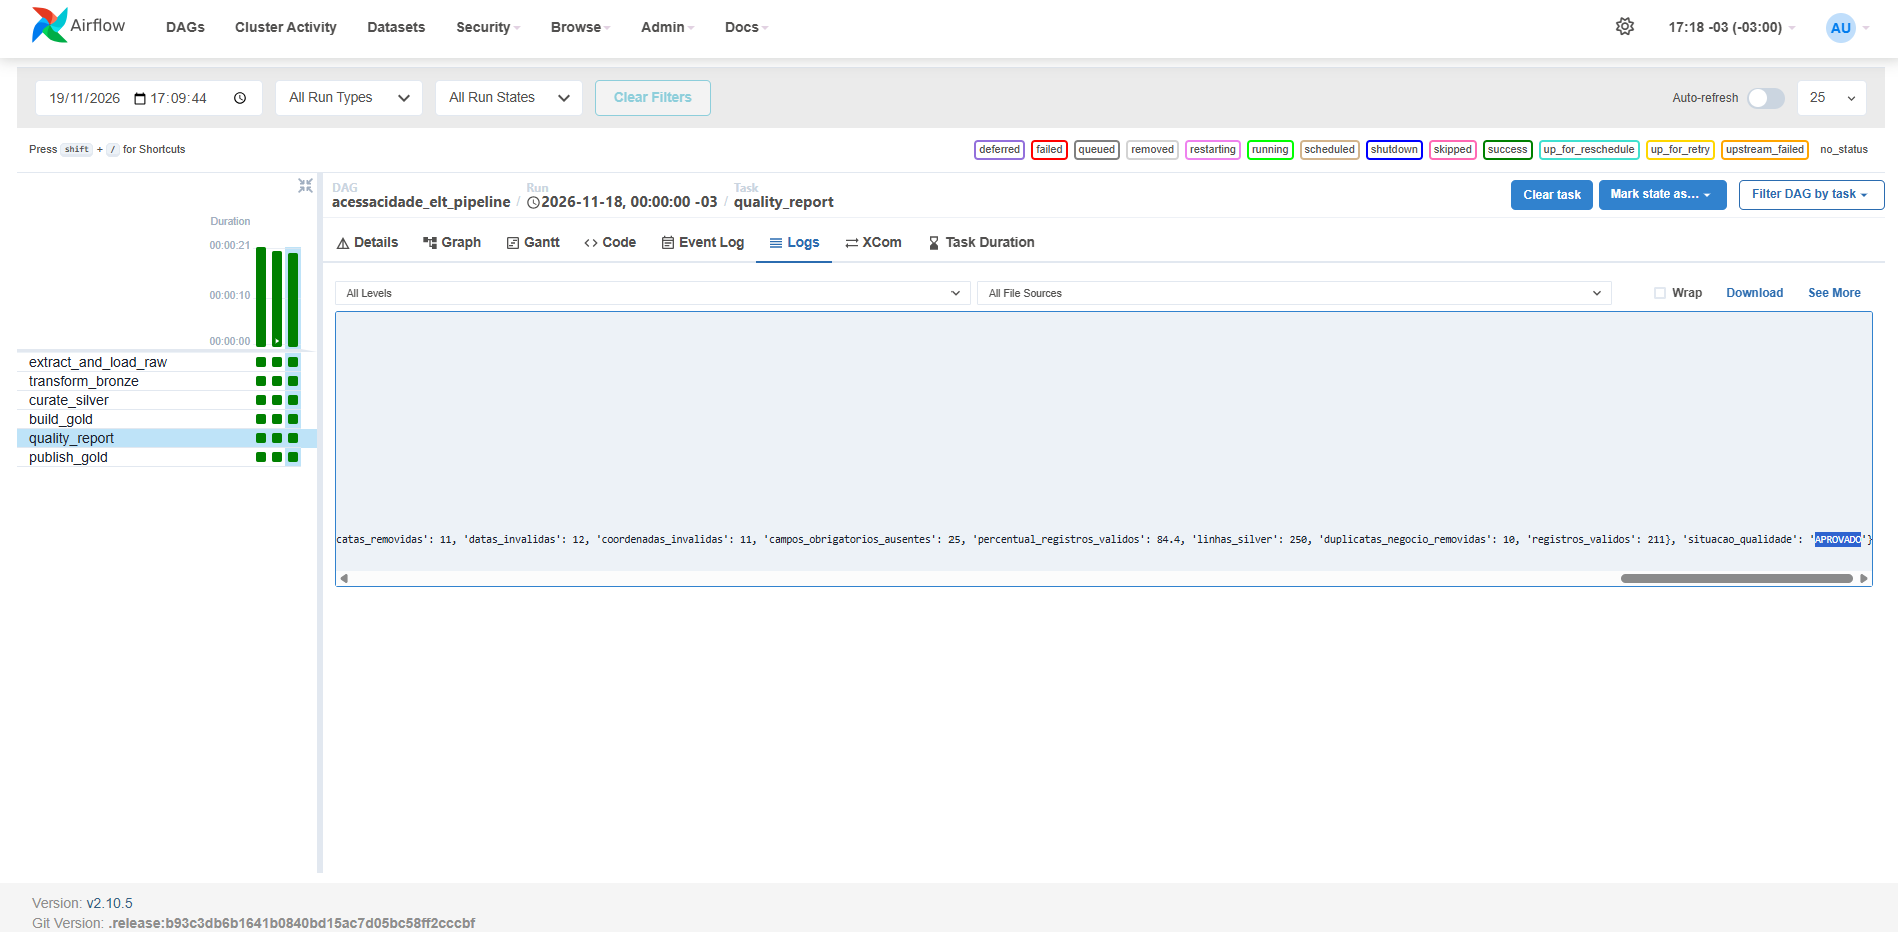 Airflow DAGs Cluster Activity Datasets Security Browse Admin Docs 17:18 -03 (-03:00) AU
19/11/2026 17:09:44 All Run Types All Run States Clear Filters Auto-refresh 25
Press shift + / for Shortcuts deferred failed queued removed restarting running scheduled shutdown skipped success up_for_reschedule up_for_retry upstream_failed no_status
DAG Run Task
acessacidade_elt_pipeline / 2026-11-18, 00:00:00 -03 / quality_report Clear task Mark state as... Filter DAG by task
Duration
00:00:21
00:00:10
00:00:00
extract_and_load_raw
transform_bronze
curate_silver
build_gold
quality_report
publish_gold
Details Graph Gantt Code Event Log Logs XCom Task Duration
All Levels All File Sources Wrap Download See More
catas_removidas': 11, 'datas_invalidas': 12, 'coordenadas_invalidas': 11, 'campos_obrigatorios_ausentes': 25, 'percentual_registros_validos': 84.4, 'linhas_silver': 250, 'duplicatas_negocio_removidas': 10, 'registros_validos': 211}, 'situacao_qualidade': 'APROVADO'}
Version: v2.10.5
Git Version: .release:b93c3db6b1641b0840bd15ac7d05bc58ff2cccbf